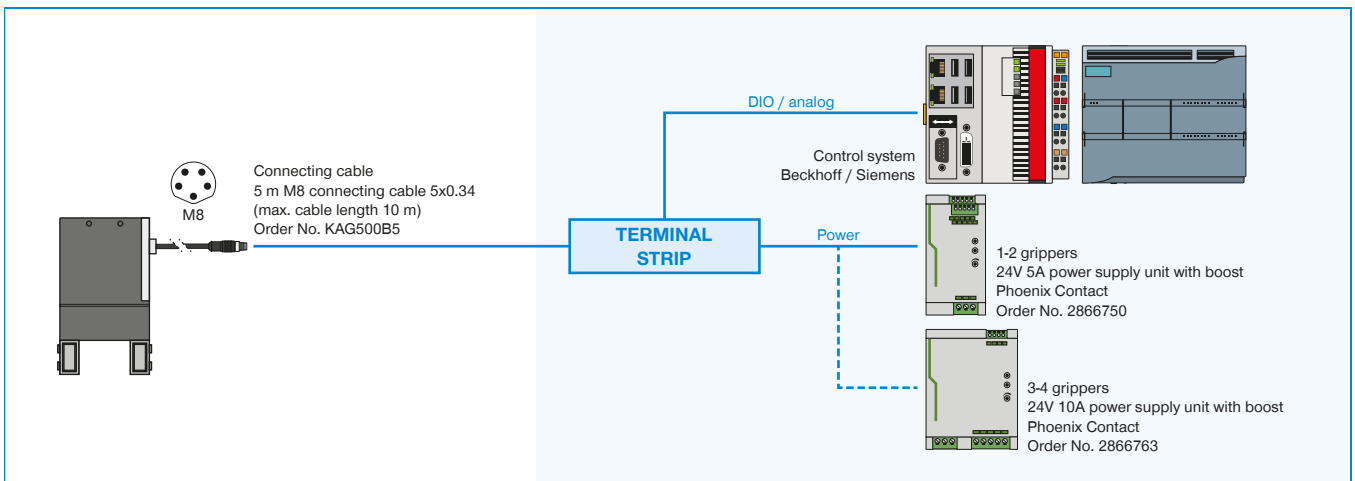 M8
Connecting cable
5 m M8 connecting cable 5x0.34
(max. cable length 10 m)
Order No. KAG500B5
TERMINAL
STRIP
DIO / analog
Control system
Beckhoff / Siemens
Power
1-2 grippers
24V 5A power supply unit with boost
Phoenix Contact
Order No. 2866750
3-4 grippers
24V 10A power supply unit with boost
Phoenix Contact
Order No. 2866763